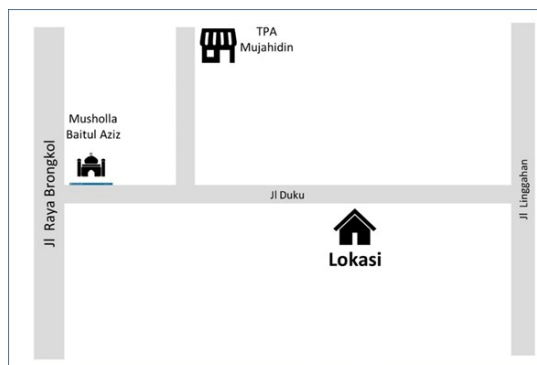 TPA
Mujahidin
Musholla
Baitul Aziz
Jl Raya Brongkol
Jl Duku
Jl Linggahan
Lokasi